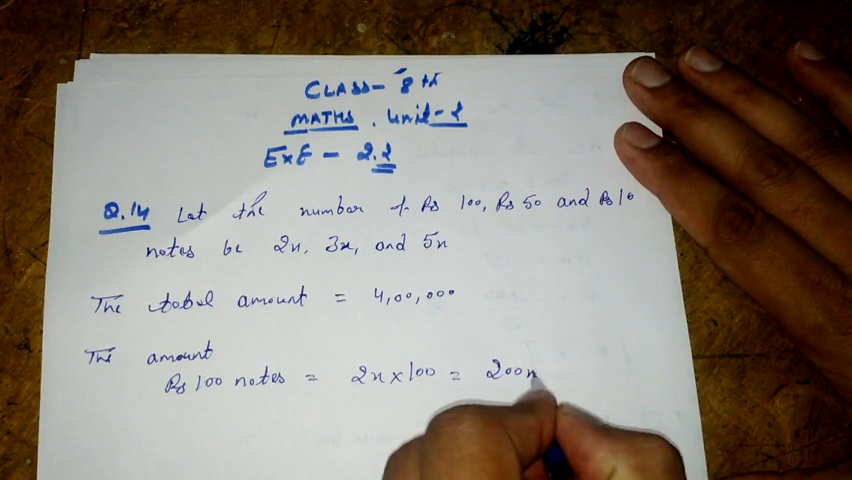 CLASS- 8th
MATHS. Unit-2
EXE - 2.2
Q.14 Let the number of Rs 100, Rs 50 and Rs 10
notes be 2x, 3x, and 5x
The total amount = 4,00,000
The amount
Rs 100 notes = 2x × 100 = 200x